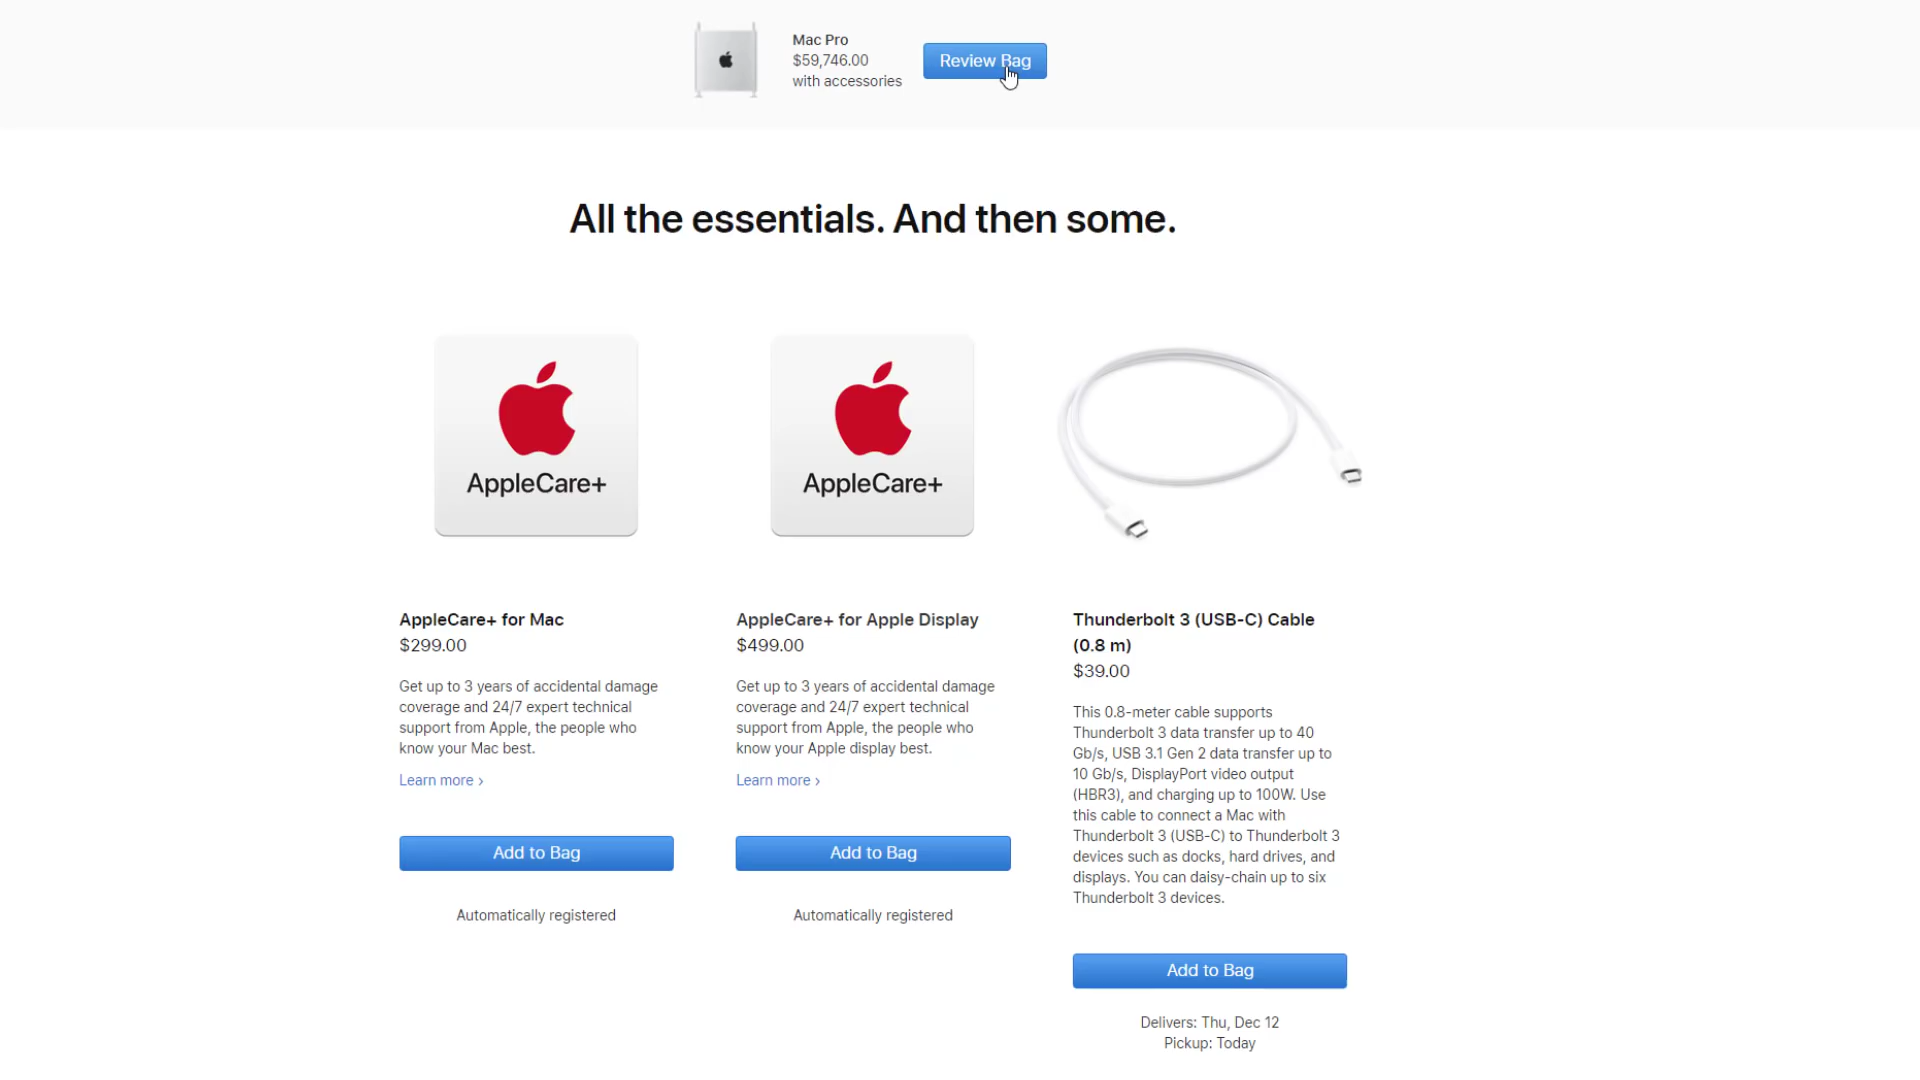 Mac Pro
$59,746.00
with accessories
Review Bag
All the essentials. And then some.
AppleCare+
AppleCare+
AppleCare+ for Mac
$299.00
Get up to 3 years of accidental damage
coverage and 24/7 expert technical
support from Apple, the people who
know your Mac best.
Learn more ›
Add to Bag
Automatically registered
AppleCare+ for Apple Display
$499.00
Get up to 3 years of accidental damage
coverage and 24/7 expert technical
support from Apple, the people who
know your Apple display best.
Learn more ›
Add to Bag
Automatically registered
Thunderbolt 3 (USB-C) Cable
(0.8 m)
$39.00
This 0.8-meter cable supports
Thunderbolt 3 data transfer up to 40
Gb/s, USB 3.1 Gen 2 data transfer up to
10 Gb/s, DisplayPort video output
(HBR3), and charging up to 100W. Use
this cable to connect a Mac with
Thunderbolt 3 (USB-C) to Thunderbolt 3
devices such as docks, hard drives, and
displays. You can daisy-chain up to six
Thunderbolt 3 devices.
Add to Bag
Delivers: Thu, Dec 12
Pickup: Today